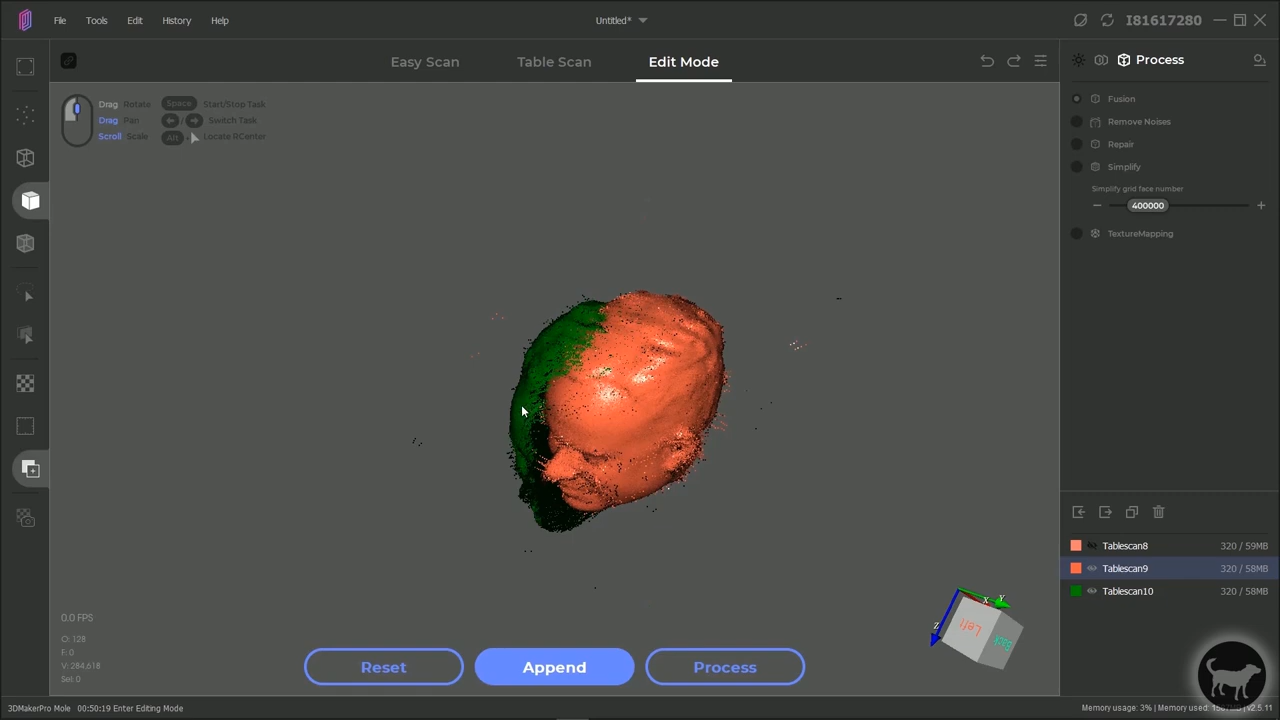 File Tools Edit History Help
Untitled*
I81617280
Easy Scan Table Scan Edit Mode
Process
Drag Rotate Space Start/Stop Task
Drag Pan Switch Task
Scroll Scale Alt Locate RCenter
Fusion
Remove Noises
Repair
Simplify
Simplify grid face number
400000
TextureMapping
Tablescan8 320 / 59MB
Tablescan9 320 / 58MB
Tablescan10 320 / 58MB
X Y
Z Left Back
0.0 FPS
O: 128
F: 0
V: 284,618
Sel: 0
Reset Append Process
3DMakerPro Mole 00:50:19 Enter Editing Mode
Memory usage: 3% | Memory used: | v2.5.11